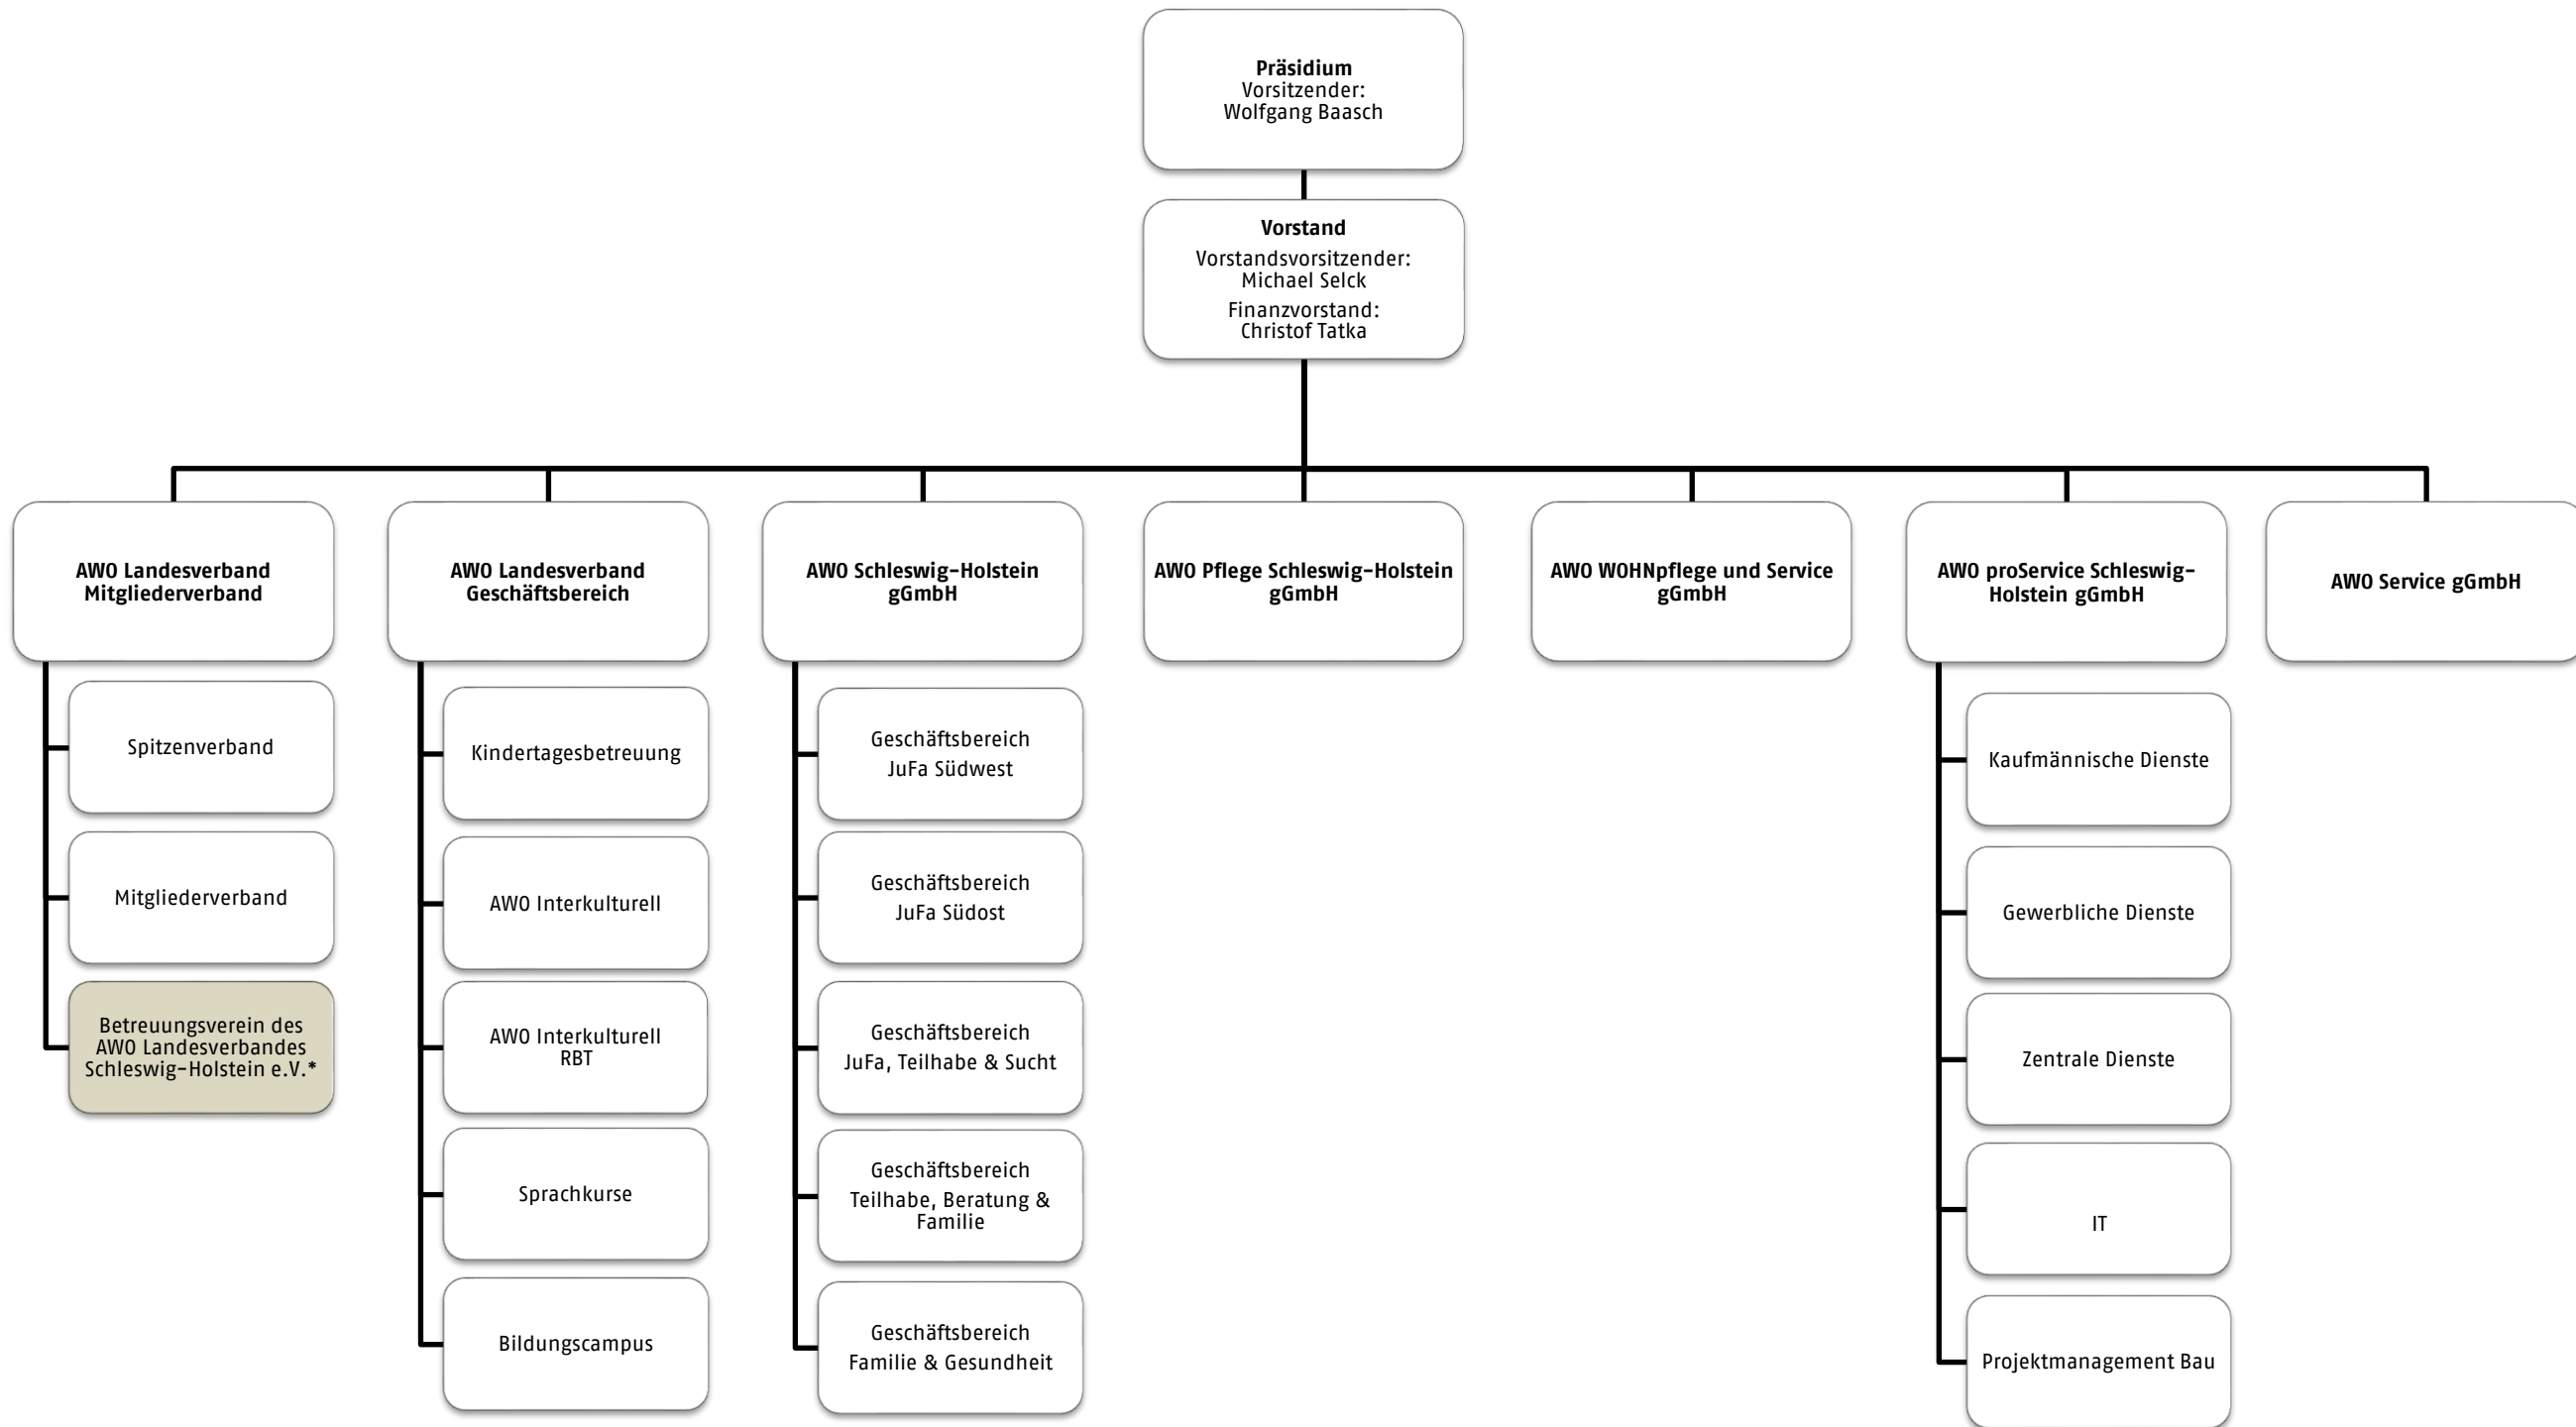 Präsidium
Vorsitzender:
Wolfgang Baasch
Vorstand
Vorstandsvorsitzender:
Michael Selck
Finanzvorstand:
Christof Tatka
AWO Landesverband
Mitgliederverband
Spitzenverband
Mitgliederverband
Betreuungsverein des
AWO Landesverbandes
Schleswig-Holstein e.V.*
AWO Landesverband
Geschäftsbereich
Kindertagesbetreuung
AWO Interkulturell
AWO Interkulturell
RBT
Sprachkurse
Bildungscampus
AWO Schleswig-Holstein
gGmbH
Geschäftsbereich
JuFa Südwest
Geschäftsbereich
JuFa Südost
Geschäftsbereich
JuFa, Teilhabe & Sucht
Geschäftsbereich
Teilhabe, Beratung &
Familie
Geschäftsbereich
Familie & Gesundheit
AWO Pflege Schleswig-Holstein
gGmbH
AWO WOHNpflege und Service
gGmbH
AWO proService Schleswig-
Holstein gGmbH
Kaufmännische Dienste
Gewerbliche Dienste
Zentrale Dienste
IT
Projektmanagement Bau
AWO Service gGmbH